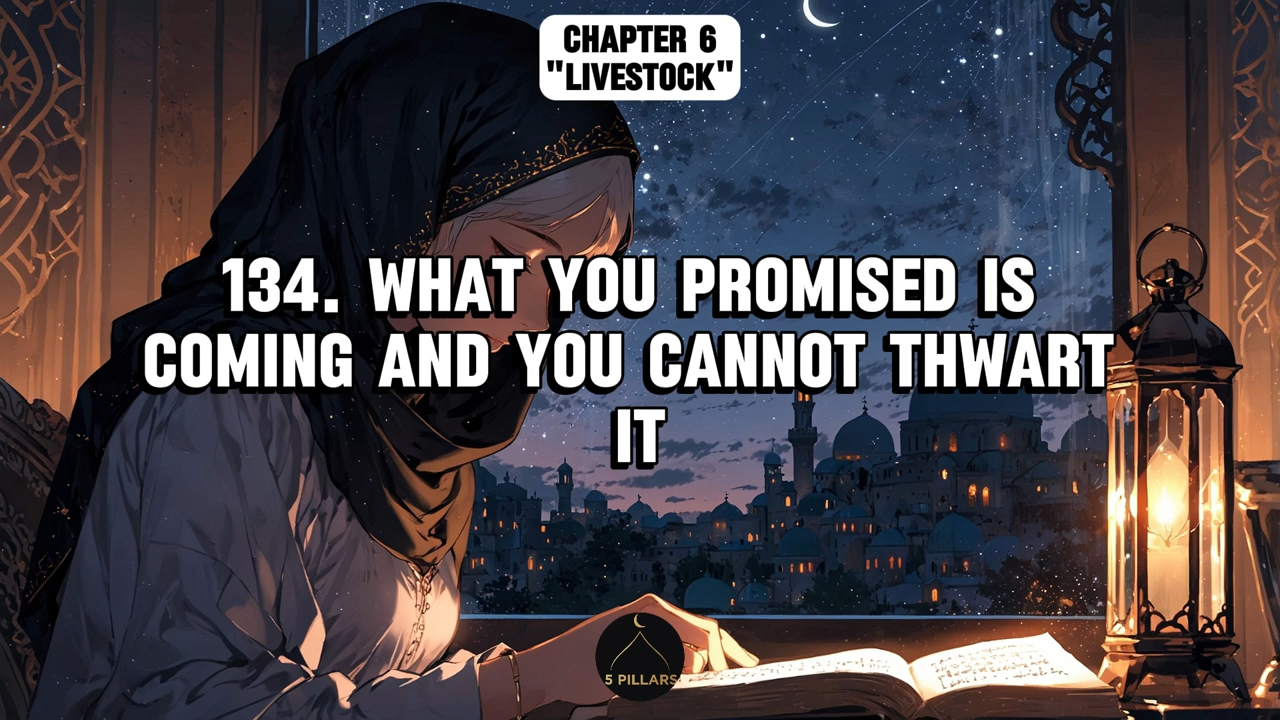 CHAPTER 6
"LIVESTOCK"
134. WHAT YOU PROMISED IS
COMING AND YOU CANNOT THWART
IT
5 PILLARS